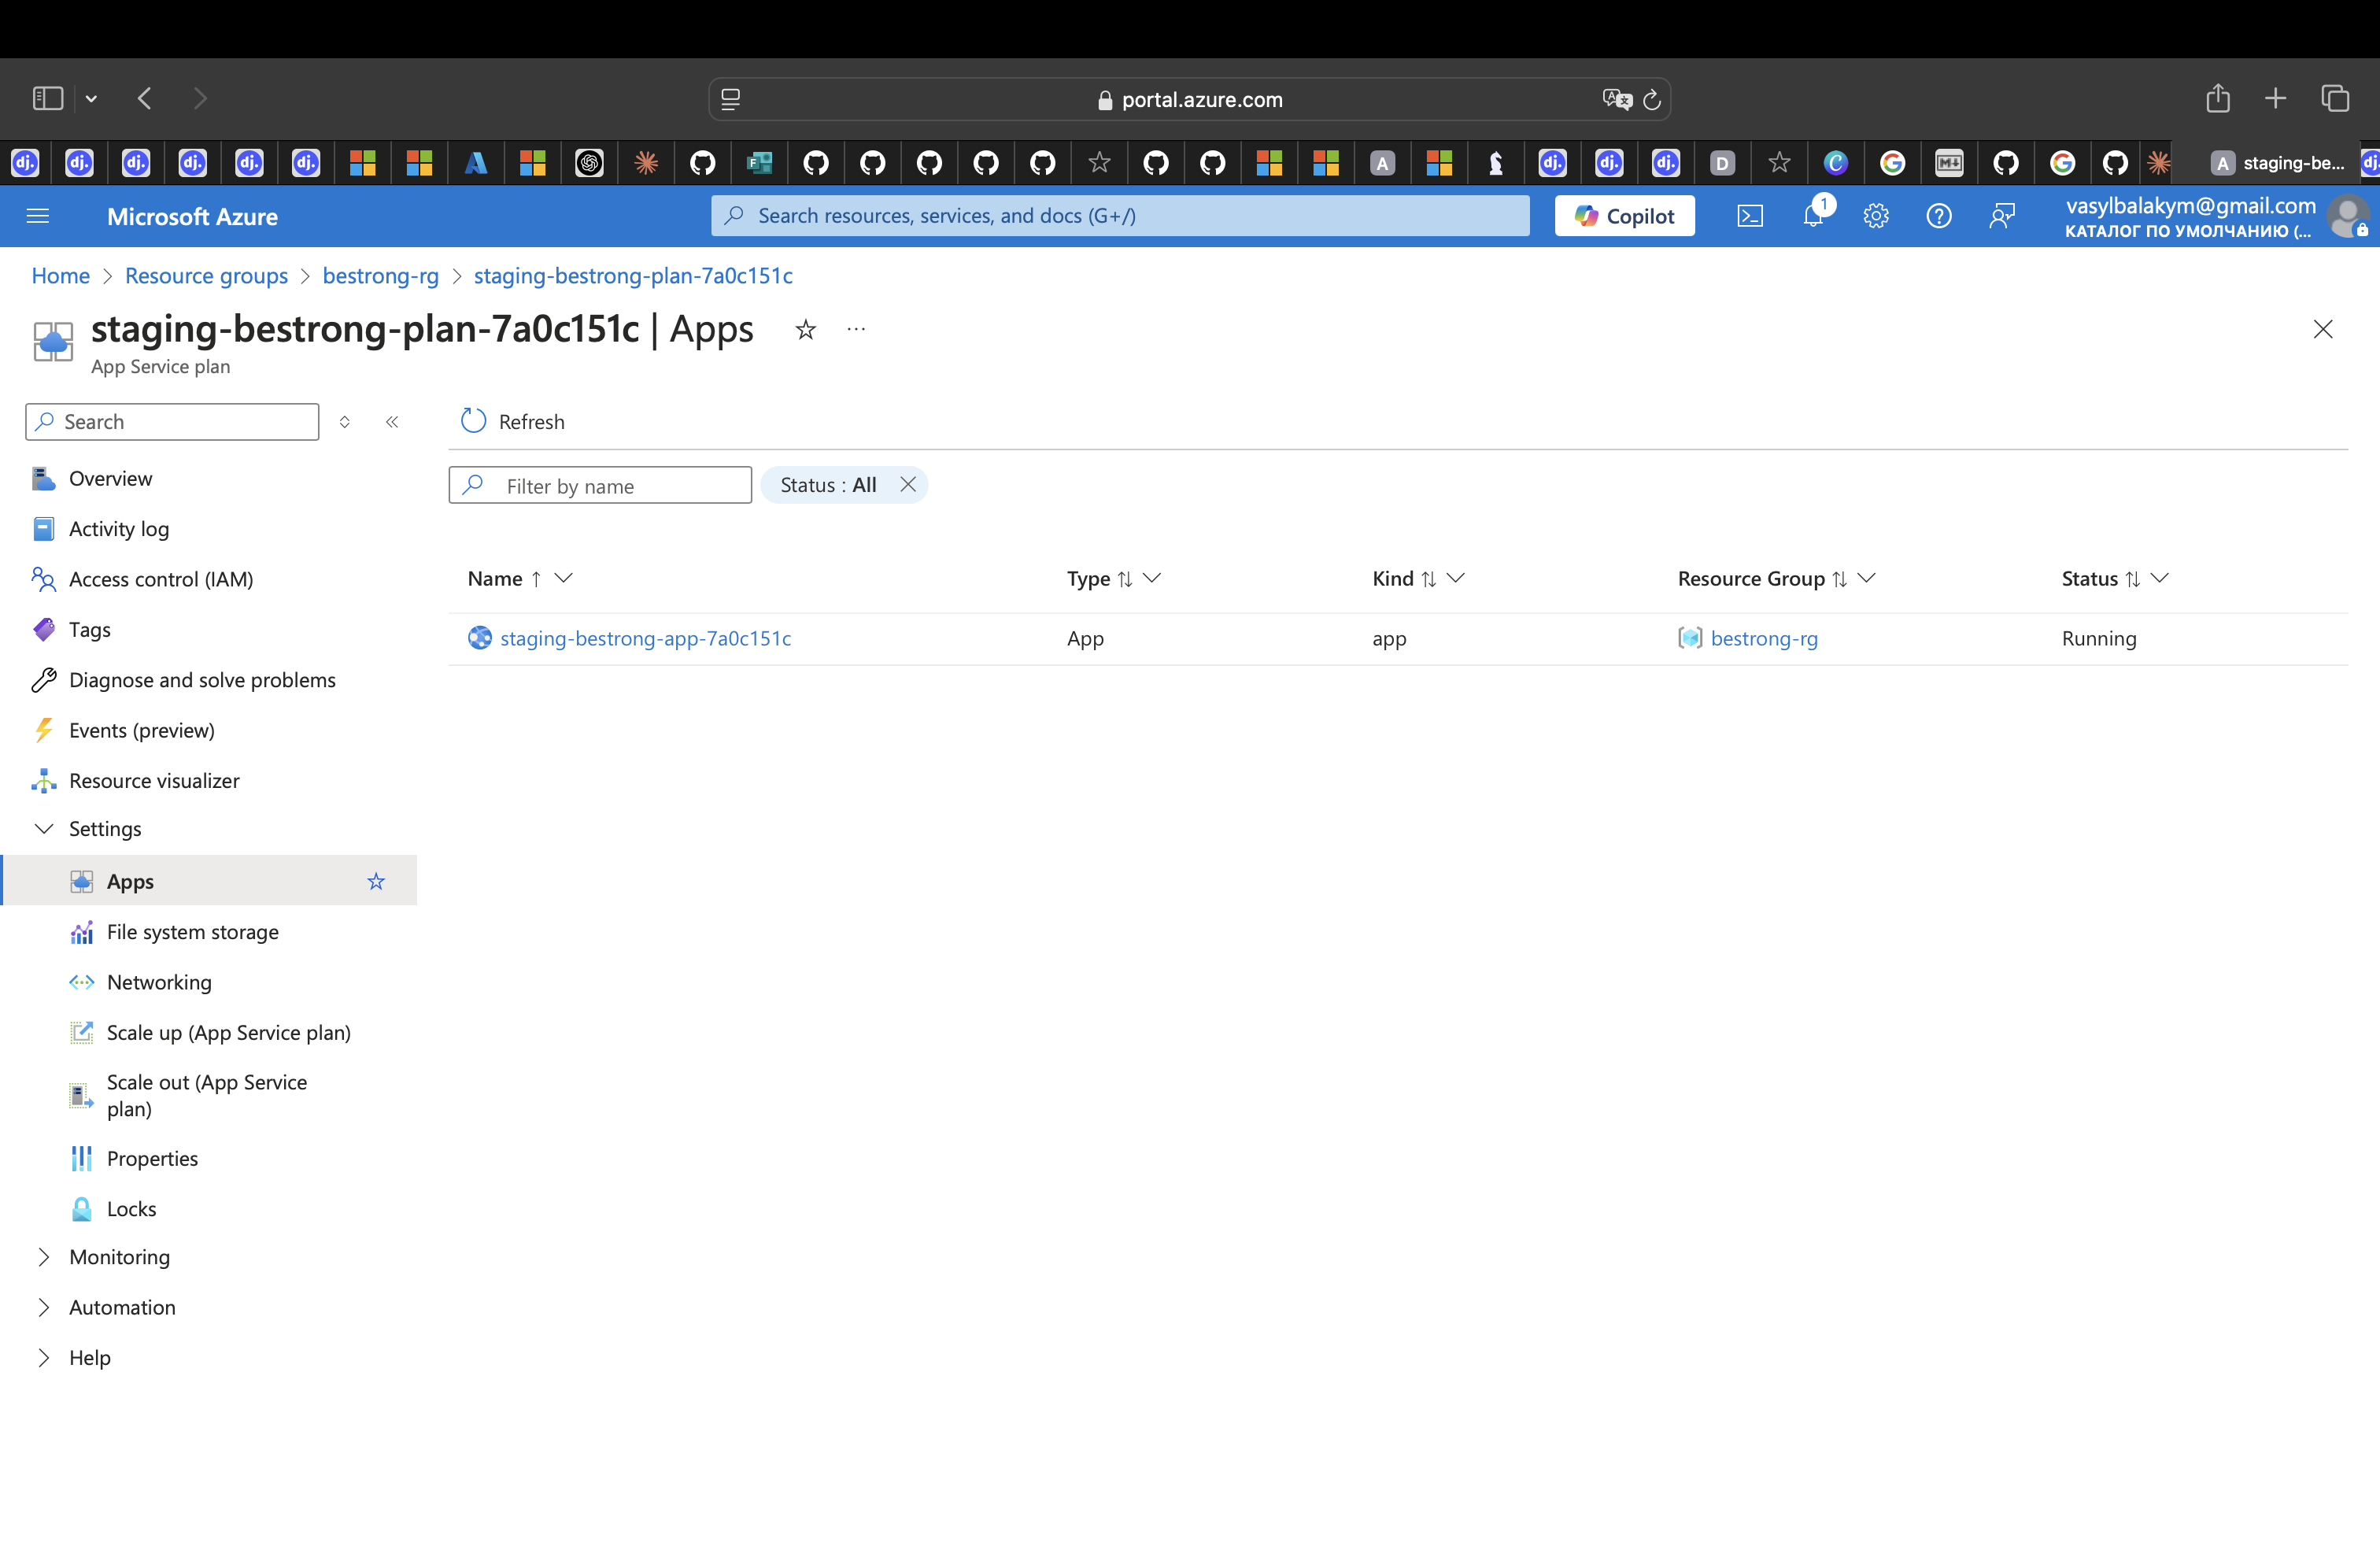 portal.azure.com
dj.
dj.
dj.
dj.
dj.
dj.
F
A
dj.
dj.
dj.
D
M
A
staging-be...
dj.
Microsoft Azure
Search resources, services, and docs (G+/)
Copilot
1
vasylbalakym@gmail.com
КАТАЛОГ ПО УМОЛЧАНИЮ (...
Home > Resource groups > bestrong-rg > staging-bestrong-plan-7a0c151c
staging-bestrong-plan-7a0c151c | Apps
App Service plan
Search
Refresh
Overview
Activity log
Access control (IAM)
Tags
Diagnose and solve problems
Events (preview)
Resource visualizer
Settings
Apps
File system storage
Networking
Scale up (App Service plan)
Scale out (App Service
plan)
Properties
Locks
Monitoring
Automation
Help
Filter by name
Status : All
Name Type Kind Resource Group Status
staging-bestrong-app-7a0c151c App app bestrong-rg Running